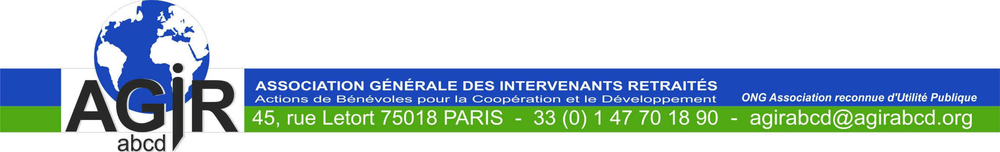 AGiR
abcd
ASSOCIATION GÉNÉRALE DES INTERVENANTS RETRAITÉS
Actions de Bénévoles pour la Coopération et le Développement
ONG Association reconnue d'Utilité Publique
45, rue Letort 75018 PARIS - 33 (0) 1 47 70 18 90 - agirabcd@agirabcd.org